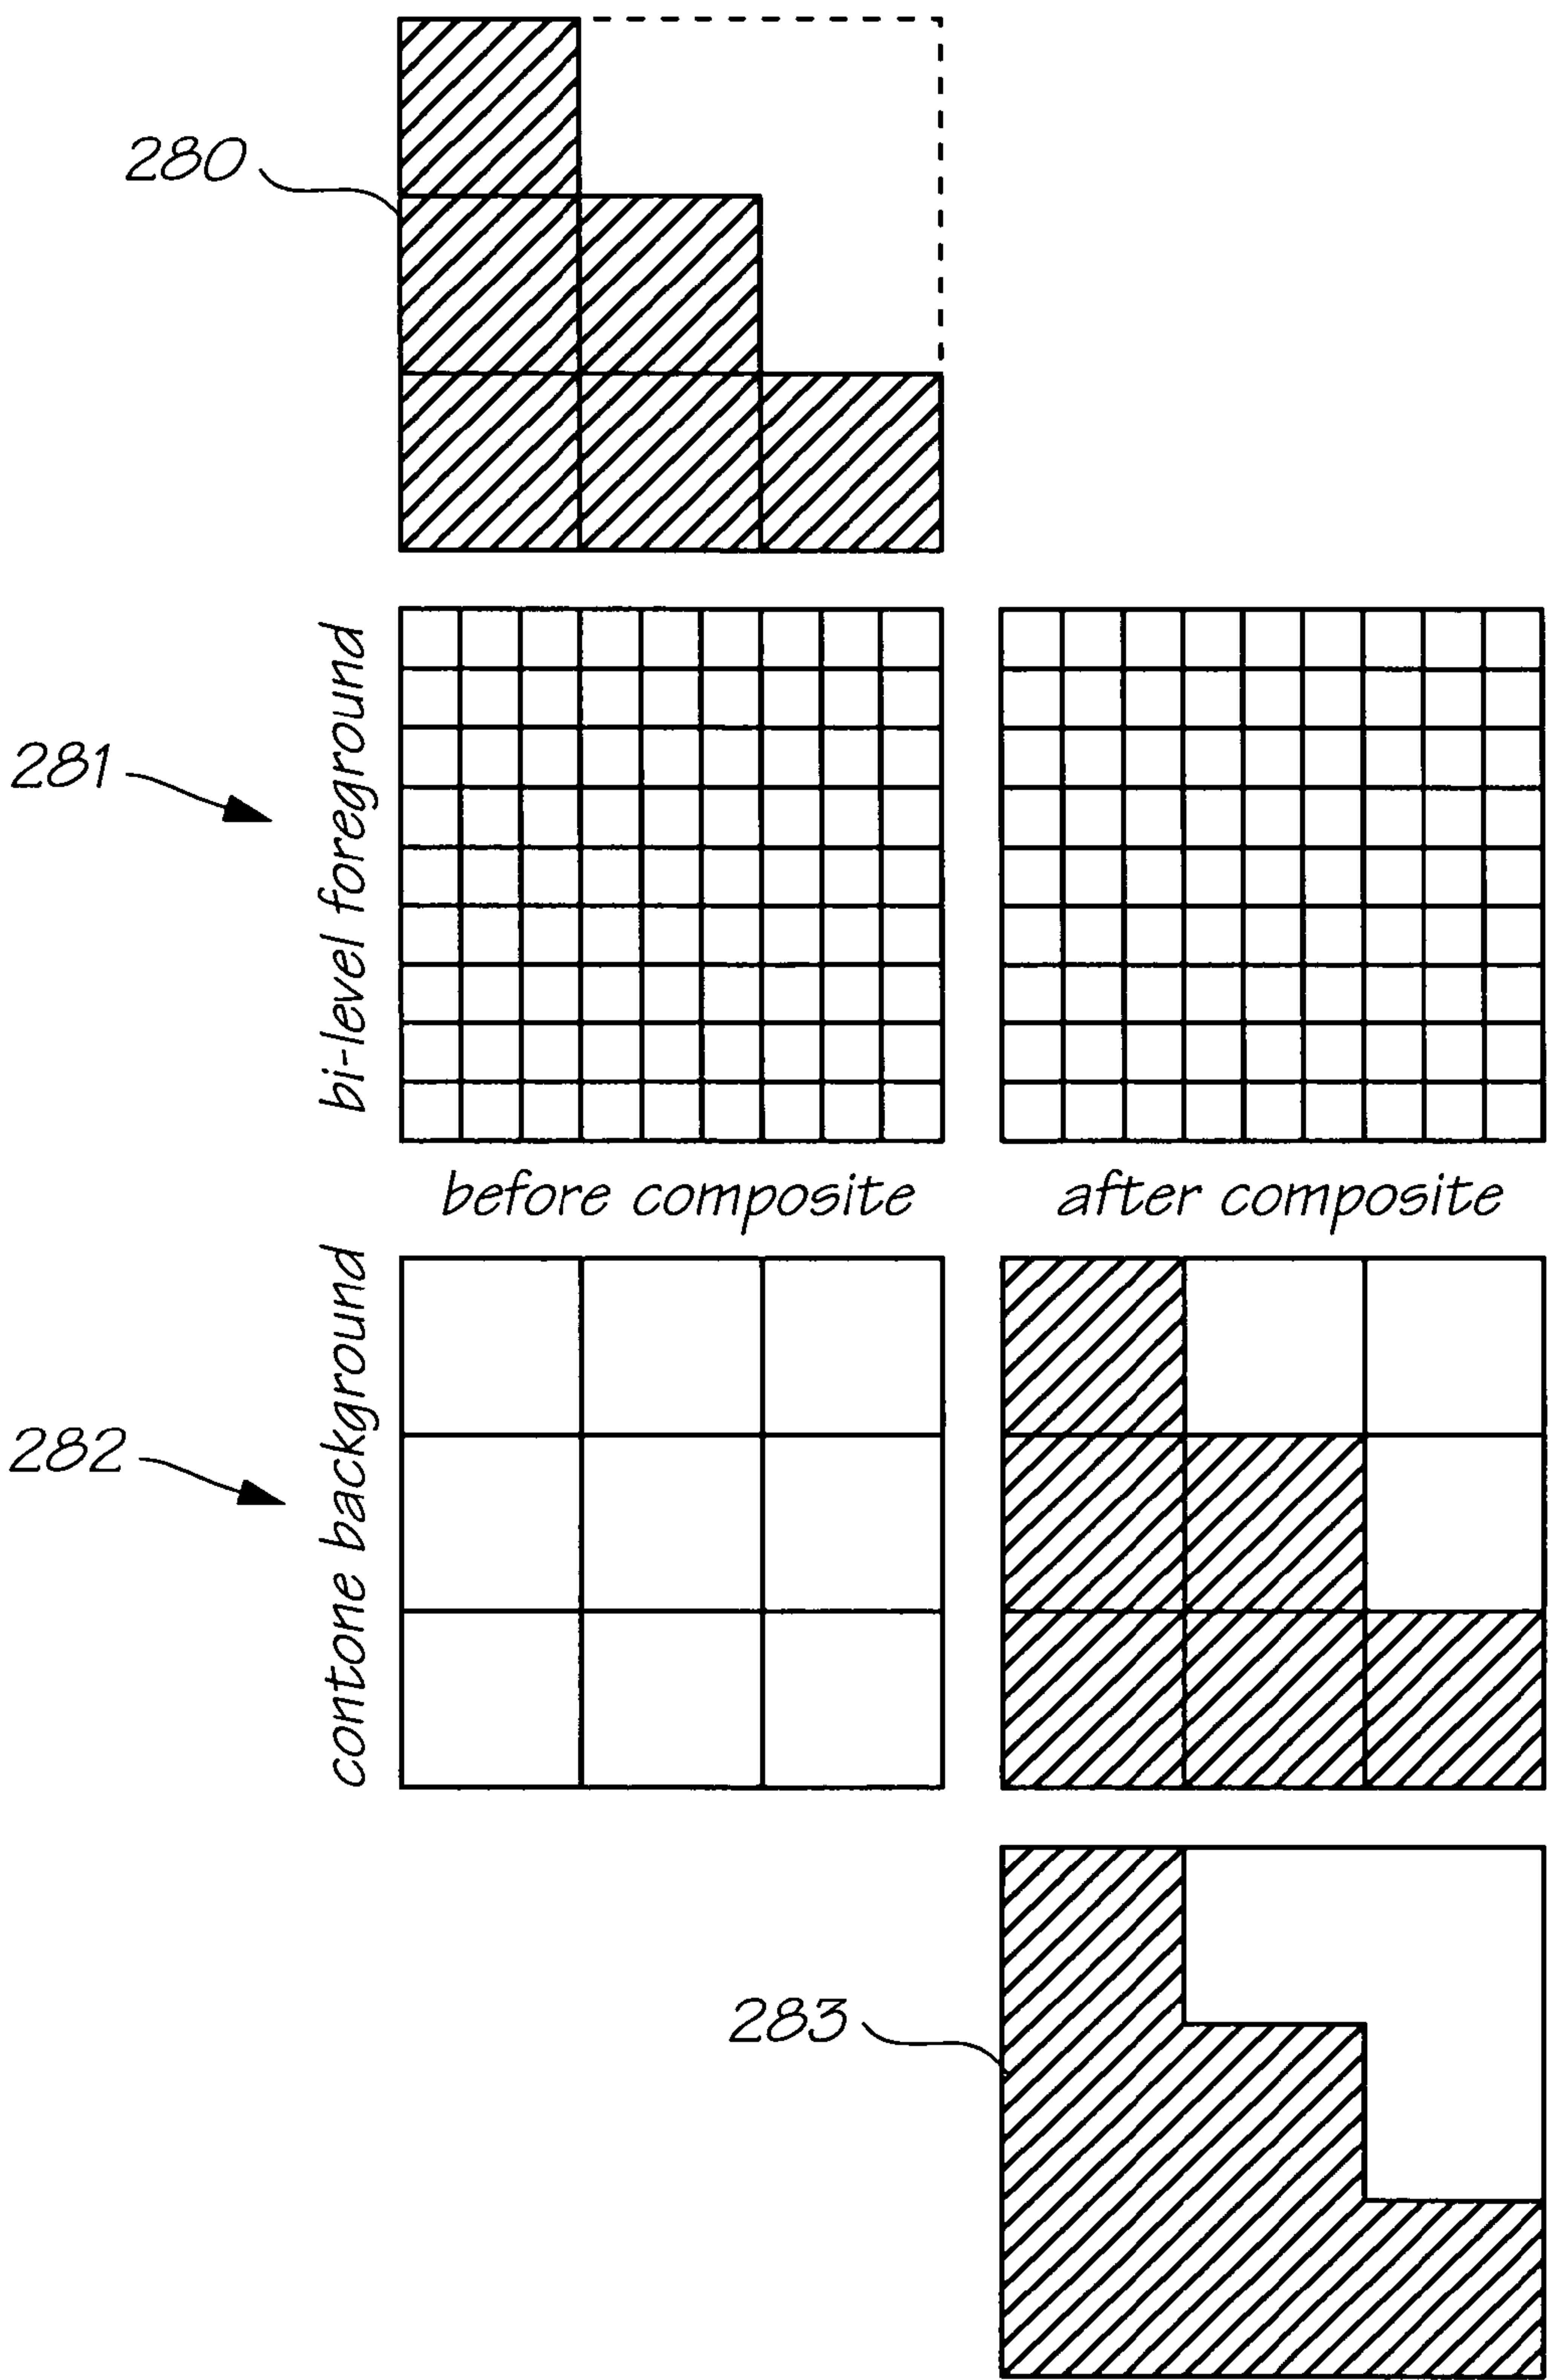 280
281
bi-level foreground
before composite
after composite
282
contone background
283